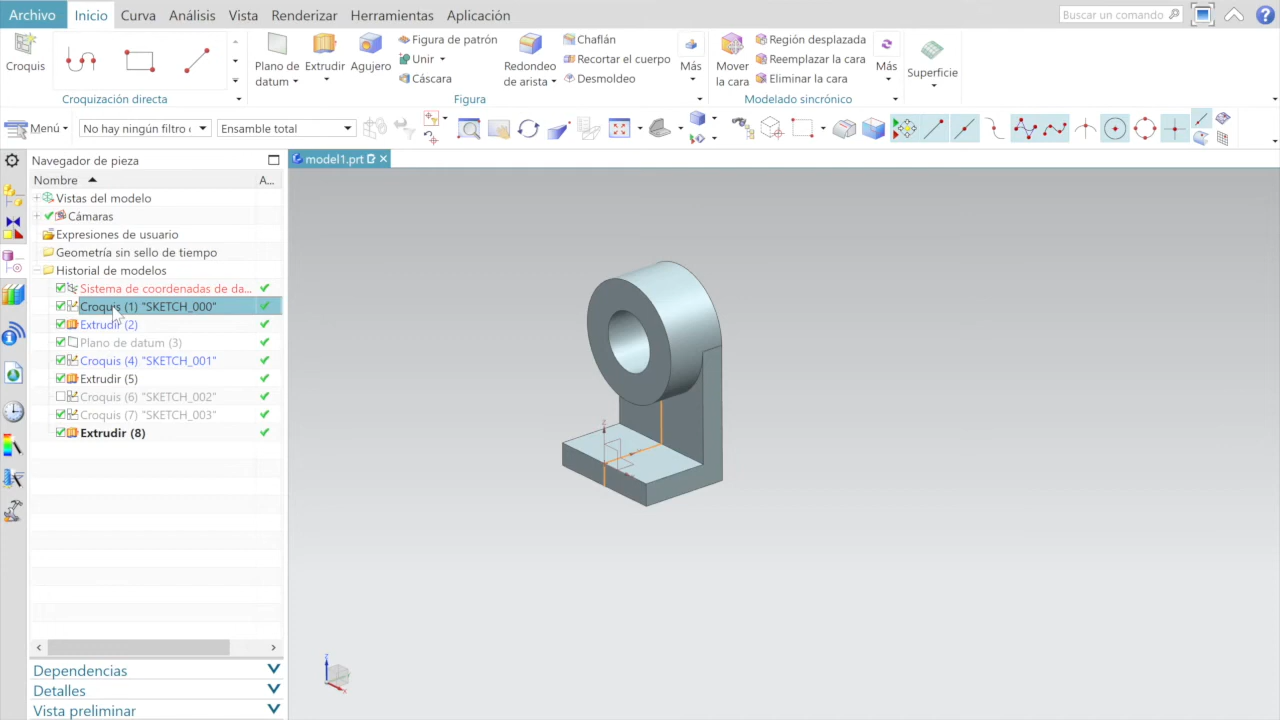 Archivo Inicio Curva Análisis Vista Renderizar Herramientas Aplicación Buscar un comando
Croquis
Croquización directa
Plano de datum
Extrudir
Agujero
Figura de patrón
Unir
Cáscara
Redondeo de arista
Chaflán
Recortar el cuerpo
Desmoldeo
Más
Figura
Mover la cara
Región desplazada
Reemplazar la cara
Eliminar la cara
Más
Modelado sincrónico
Superficie
Menú No hay ningún filtro Ensamble total
Navegador de pieza model1.prt
Nombre A...
Vistas del modelo
Cámaras
Expresiones de usuario
Geometría sin sello de tiempo
Historial de modelos
Sistema de coordenadas de da...
Croquis (1) "SKETCH_000"
Extrudir (2)
Plano de datum (3)
Croquis (4) "SKETCH_001"
Extrudir (5)
Croquis (6) "SKETCH_002"
Croquis (7) "SKETCH_003"
Extrudir (8)
Dependencias
Detalles
Vista preliminar
Z
X